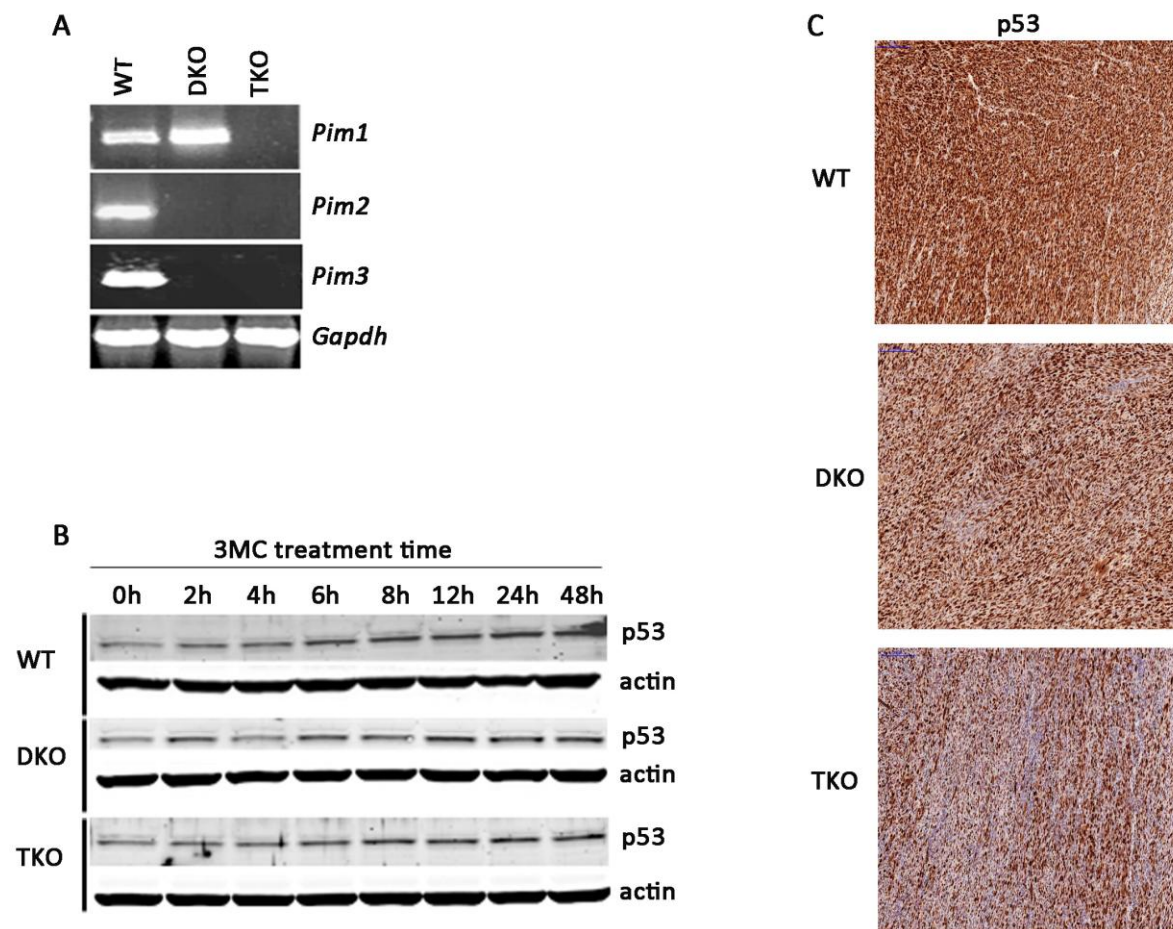 A
WT DKO TKO
Pim1
Pim2
Pim3
Gapdh
B
3MC treatment time
0h 2h 4h 6h 8h 12h 24h 48h
WT
p53
actin
DKO
p53
actin
TKO
p53
actin
C
p53
WT
DKO
TKO